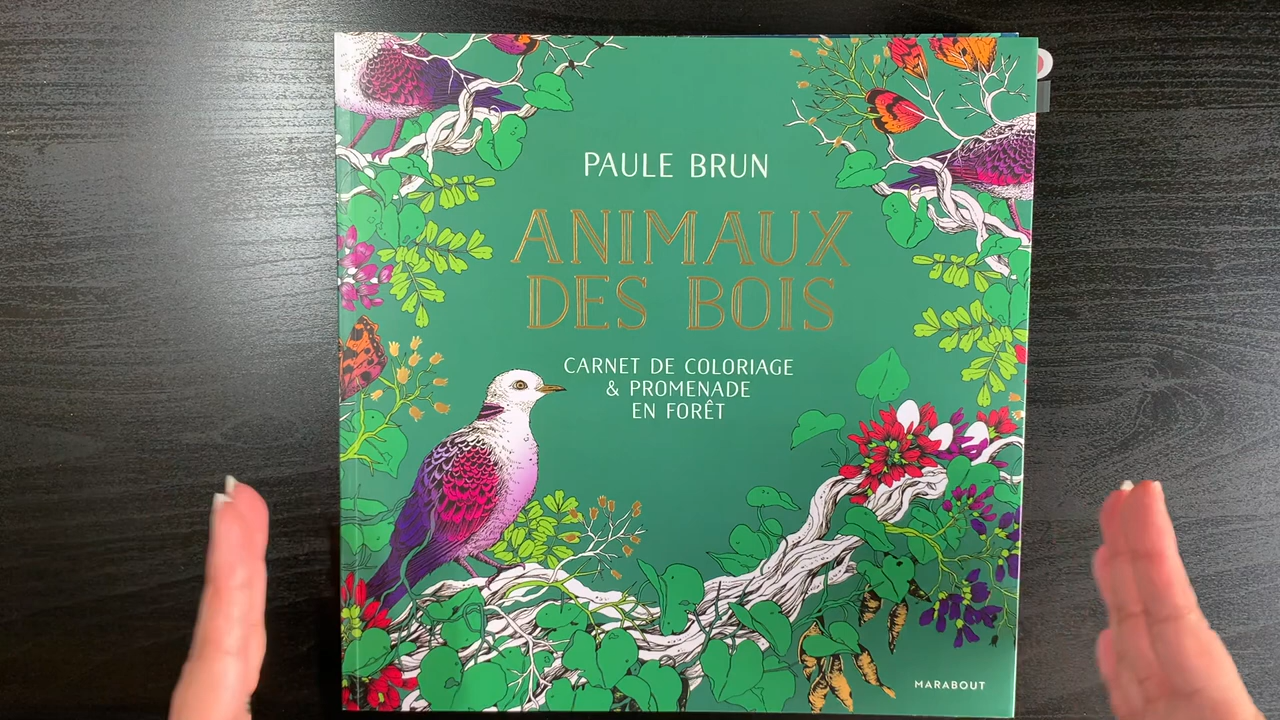 PAULE BRUN
ANIMAUX
DES BOIS
CARNET DE COLORIAGE
& PROMENADE
EN FORÊT
MARABOUT